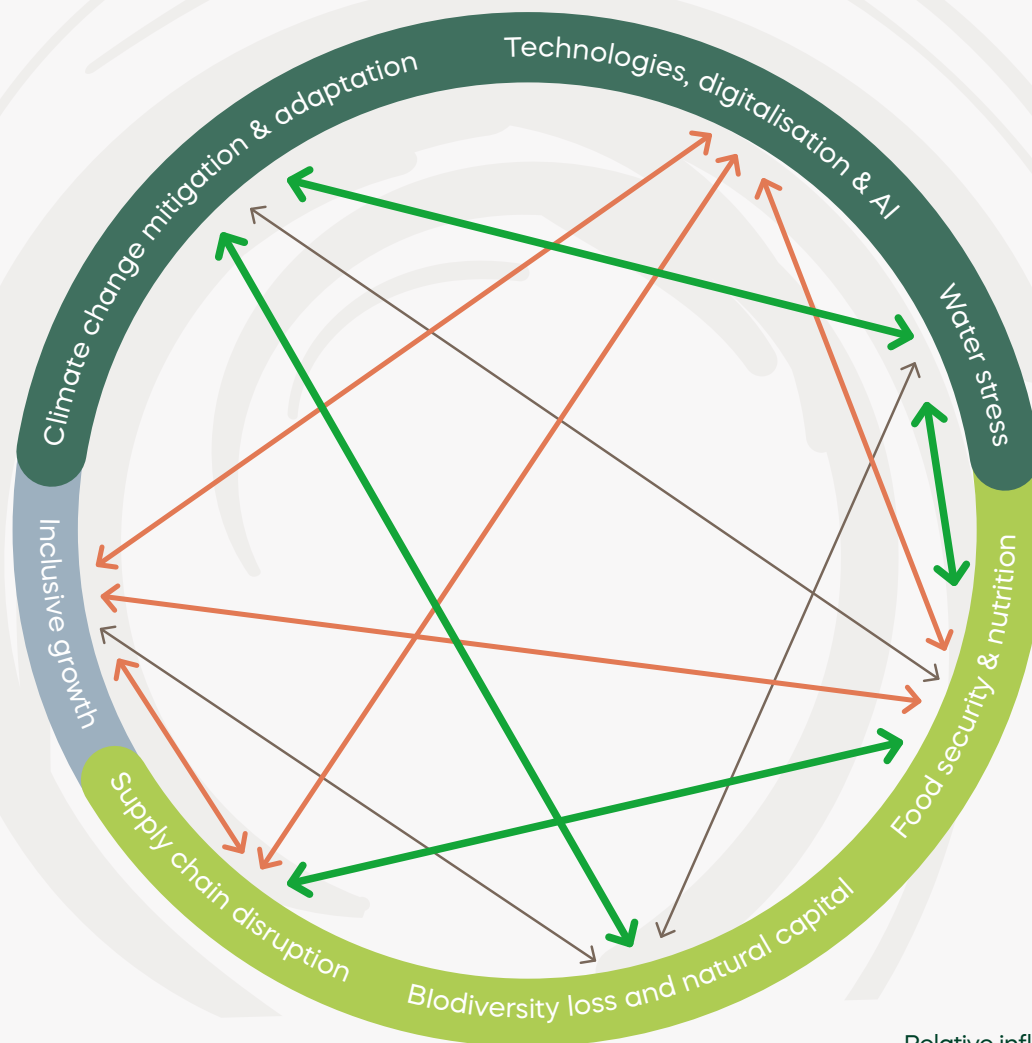 Technologies, digitalisation & AI
Climate change mitigation & adaptation
Water stress
Inclusive growth
Food security & nutrition
Supply chain disruption
BIodiversity loss and natural capital
Relative